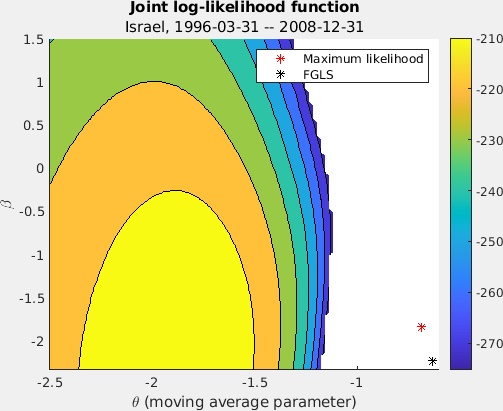 Joint log-likelihood function
Israel, 1996-03-31 -- 2008-12-31
Maximum likelihood
FGLS
1.5
1
0.5
0
-0.5
-1
-1.5
-2
β
-2.5 -2 -1.5 -1
θ (moving average parameter)
-210
-220
-230
-240
-250
-260
-270